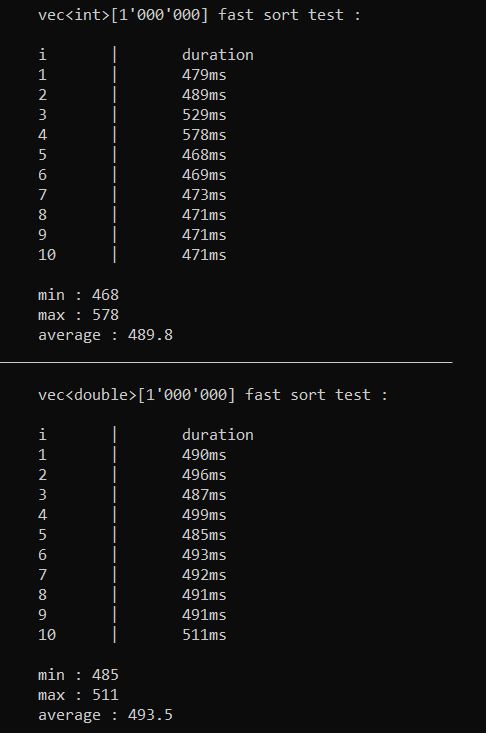 vec<int>[1'000'000] fast sort test :
i | duration
1 | 479ms
2 | 489ms
3 | 529ms
4 | 578ms
5 | 468ms
6 | 469ms
7 | 473ms
8 | 471ms
9 | 471ms
10 | 471ms
min : 468
max : 578
average : 489.8
vec<double>[1'000'000] fast sort test :
i | duration
1 | 490ms
2 | 496ms
3 | 487ms
4 | 499ms
5 | 485ms
6 | 493ms
7 | 492ms
8 | 491ms
9 | 491ms
10 | 511ms
min : 485
max : 511
average : 493.5